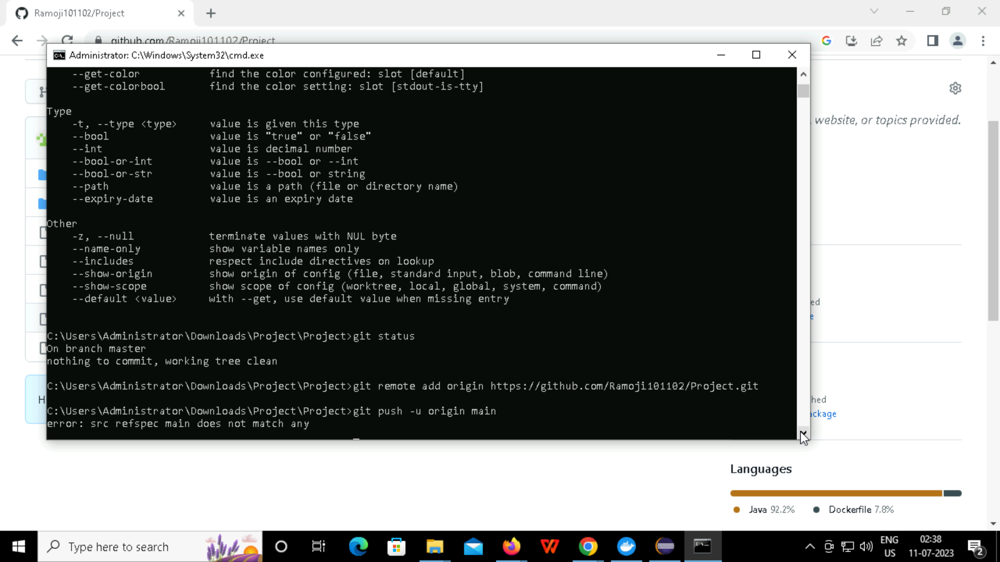 Ramoji101102/Project
github.com/Ramoji101102/Project
Administrator: C:\Windows\System32\cmd.exe
--get-color find the color configured: slot [default]
--get-colorbool find the color setting: slot [stdout-is-tty]
Type
-t, --type <type> value is given this type
--bool value is "true" or "false"
--int value is decimal number
--bool-or-int value is --bool or --int
--bool-or-str value is --bool or string
--path value is a path (file or directory name)
--expiry-date value is an expiry date
Other
-z, --null terminate values with NUL byte
--name-only show variable names only
--includes respect include directives on lookup
--show-origin show origin of config (file, standard input, blob, command line)
--show-scope show scope of config (worktree, local, global, system, command)
--default <value> with --get, use default value when missing entry
C:\Users\Administrator\Downloads\Project\Project>git status
On branch master
nothing to commit, working tree clean
C:\Users\Administrator\Downloads\Project\Project>git remote add origin https://github.com/Ramoji101102/Project.git
C:\Users\Administrator\Downloads\Project\Project>git push -u origin main
error: src refspec main does not match any
website, or topics provided.
ed
e
hed
ackage
H
Languages
Java 92.2% Dockerfile 7.8%
Type here to search
ENG
US
02:38
11-07-2023
2